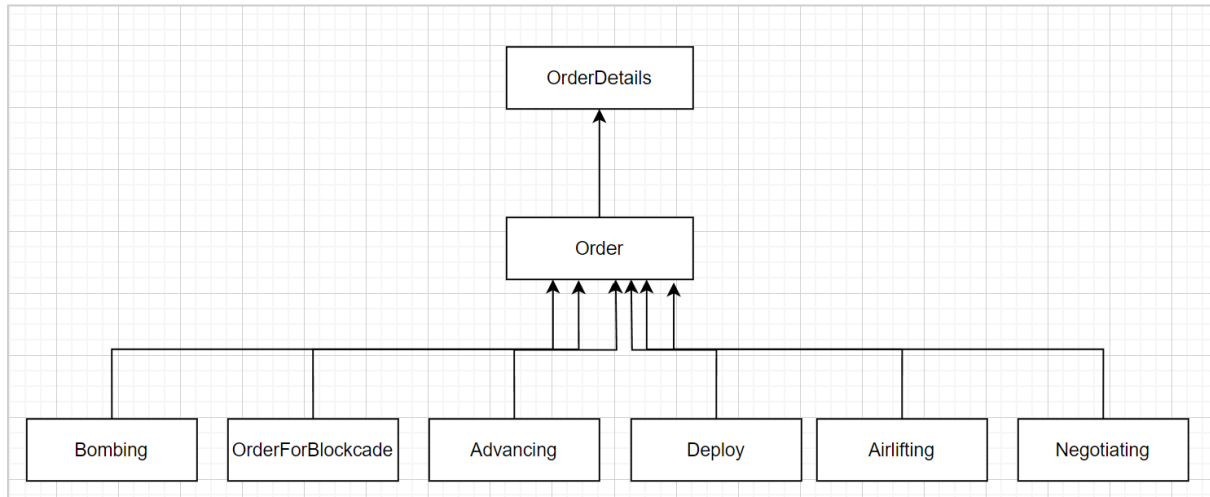 OrderDetails
Order
Bombing
OrderForBlockcade
Advancing
Deploy
Airlifting
Negotiating